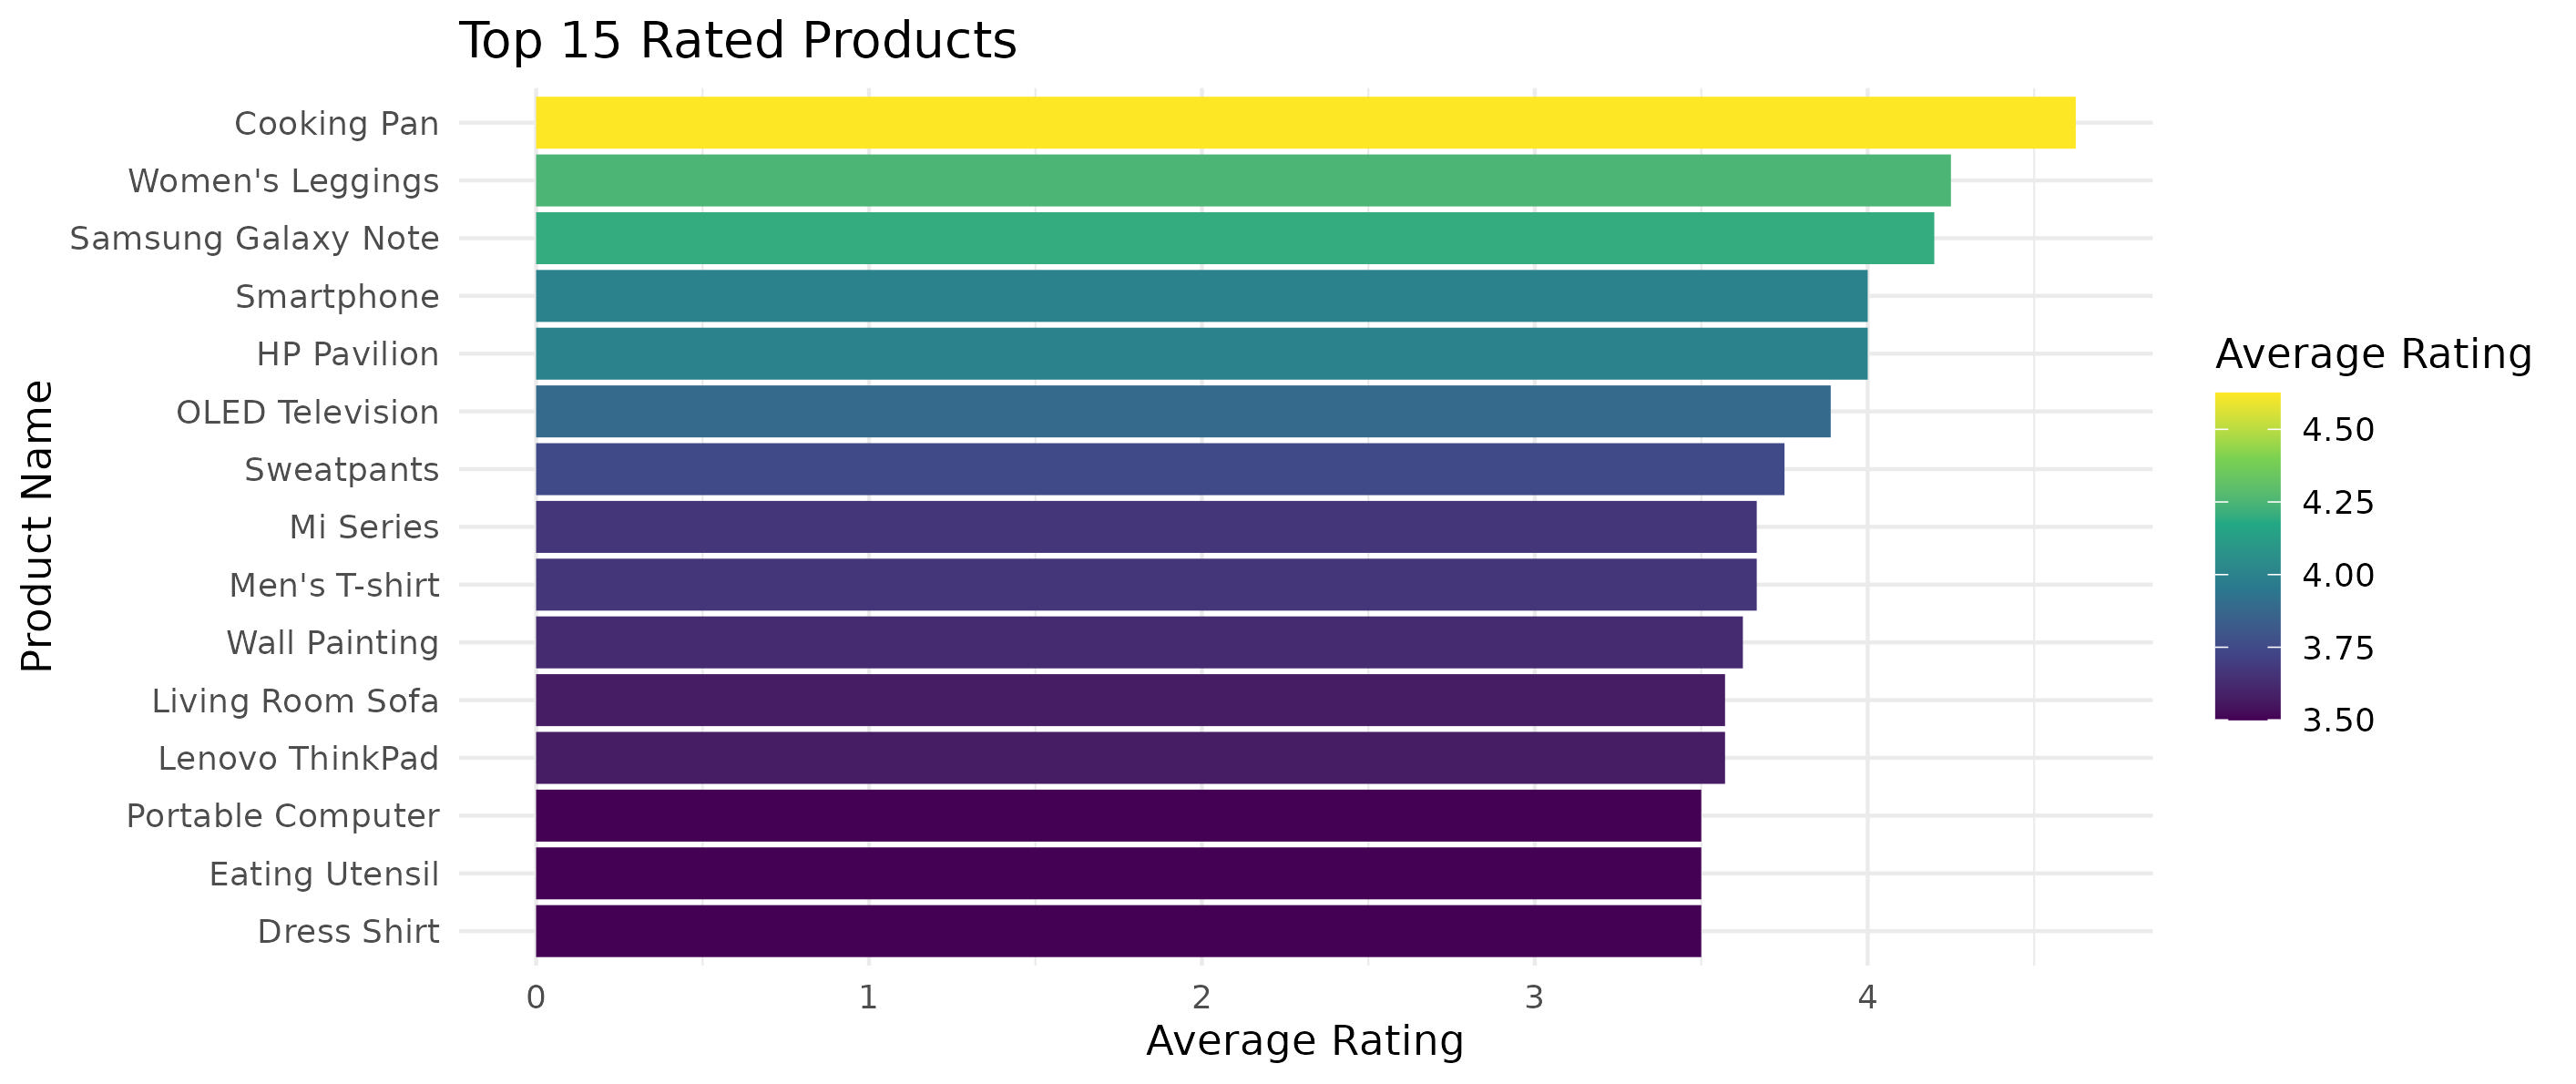 Top 15 Rated Products
Product Name
Cooking Pan
Women's Leggings
Samsung Galaxy Note
Smartphone
HP Pavilion
OLED Television
Sweatpants
Mi Series
Men's T-shirt
Wall Painting
Living Room Sofa
Lenovo ThinkPad
Portable Computer
Eating Utensil
Dress Shirt
0 1 2 3 4
Average Rating
Average Rating
4.50
4.25
4.00
3.75
3.50